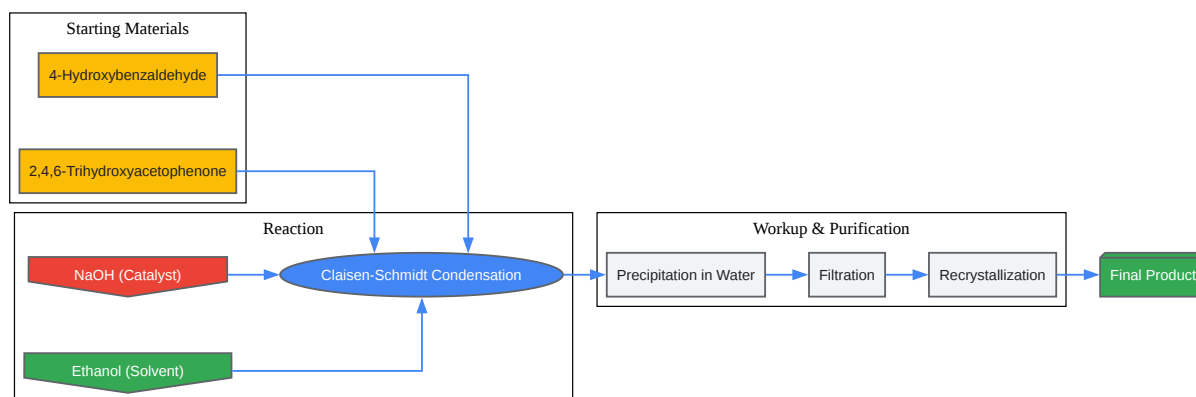 Starting Materials
4-Hydroxybenzaldehyde
2,4,6-Trihydroxyacetophenone
Reaction
NaOH (Catalyst)
Claisen-Schmidt Condensation
Ethanol (Solvent)
Workup & Purification
Precipitation in Water
Filtration
Recrystallization
Final Product